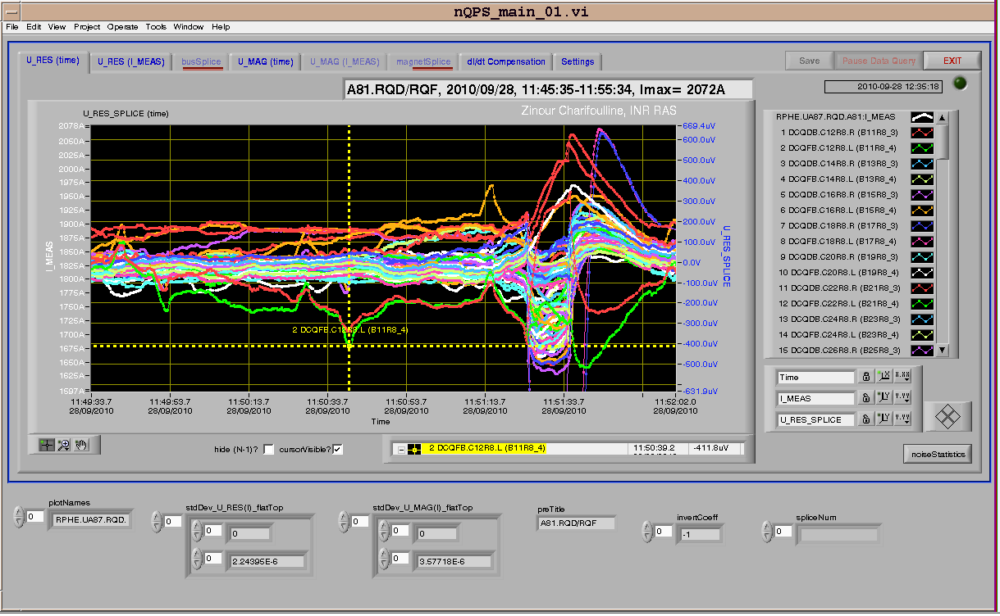 nQPS_main_01.vi
File Edit View Project Operate Tools Window Help
U_RES (time) U_RES (I_MEAS) busSplice U_MAG (time) U_MAG (I_MEAS) magnetSplice dI/dt Compensation Settings
Save Pause Data Query EXIT
A81.RQD/RQF, 2010/09/28, 11:45:35-11:55:34, Imax= 2072A
2010-09-28 12:35:18
U_RES_SPLICE (time)
Zinour Charifoulline, INR RAS
2078A
2050A
2025A
2000A
1975A
1950A
1925A
1900A
1875A
1850A
1825A
1800A
1775A
1750A
1725A
1700A
1675A
1650A
1625A
1597A
I_MEAS
2 DCQFB.C12R8.L (B11R8_4)
669.4uV
600.0uV
500.0uV
400.0uV
300.0uV
200.0uV
100.0uV
0.0V
-100.0uV
-200.0uV
-300.0uV
-400.0uV
-500.0uV
-631.9uV
U_RES_SPLICE
11:49:33.7 11:49:53.7 11:50:13.7 11:50:33.7 11:50:53.7 11:51:13.7 11:51:33.7 11:52:02.0
28/09/2010 28/09/2010 28/09/2010 28/09/2010 28/09/2010 28/09/2010 28/09/2010 28/09/2010
Time
RPHE.UA87.RQD.A81:I_MEAS
1 DCQDB.C12R8.R (B11R8_3)
2 DCQFB.C12R8.L (B11R8_4)
3 DCQDB.C14R8.R (B13R8_3)
4 DCQFB.C14R8.L (B13R8_4)
5 DCQDB.C16R8.R (B15R8_3)
6 DCQFB.C16R8.L (B15R8_4)
7 DCQDB.C18R8.R (B17R8_3)
8 DCQFB.C18R8.L (B17R8_4)
9 DCQDB.C20R8.R (B19R8_3)
10 DCQFB.C20R8.L (B19R8_4)
11 DCQDB.C22R8.R (B21R8_3)
12 DCQFB.C22R8.L (B21R8_4)
13 DCQDB.C24R8.R (B23R8_3)
14 DCQFB.C24R8.L (B23R8_4)
15 DCQDB.C26R8.R (B25R8_3)
Time X X.XX
I_MEAS Y Y.YY
U_RES_SPLICE Y Y.YY
hide (N-1)? cursorVisible?
2 DCQFB.C12R8.L (B11R8_4) 11:50:39.2 -411.8uV
noiseStatistics
plotNames
0 RPHE.UA87.RQD.
stdDev_U_RES(I)_flatTop
0 0 0
0 2.24395E-6
stdDev_U_MAG(I)_flatTop
0 0 0
0 3.57718E-6
preTitle
A81.RQD/RQF
invertCoeff
0 -1
spliceNum
0